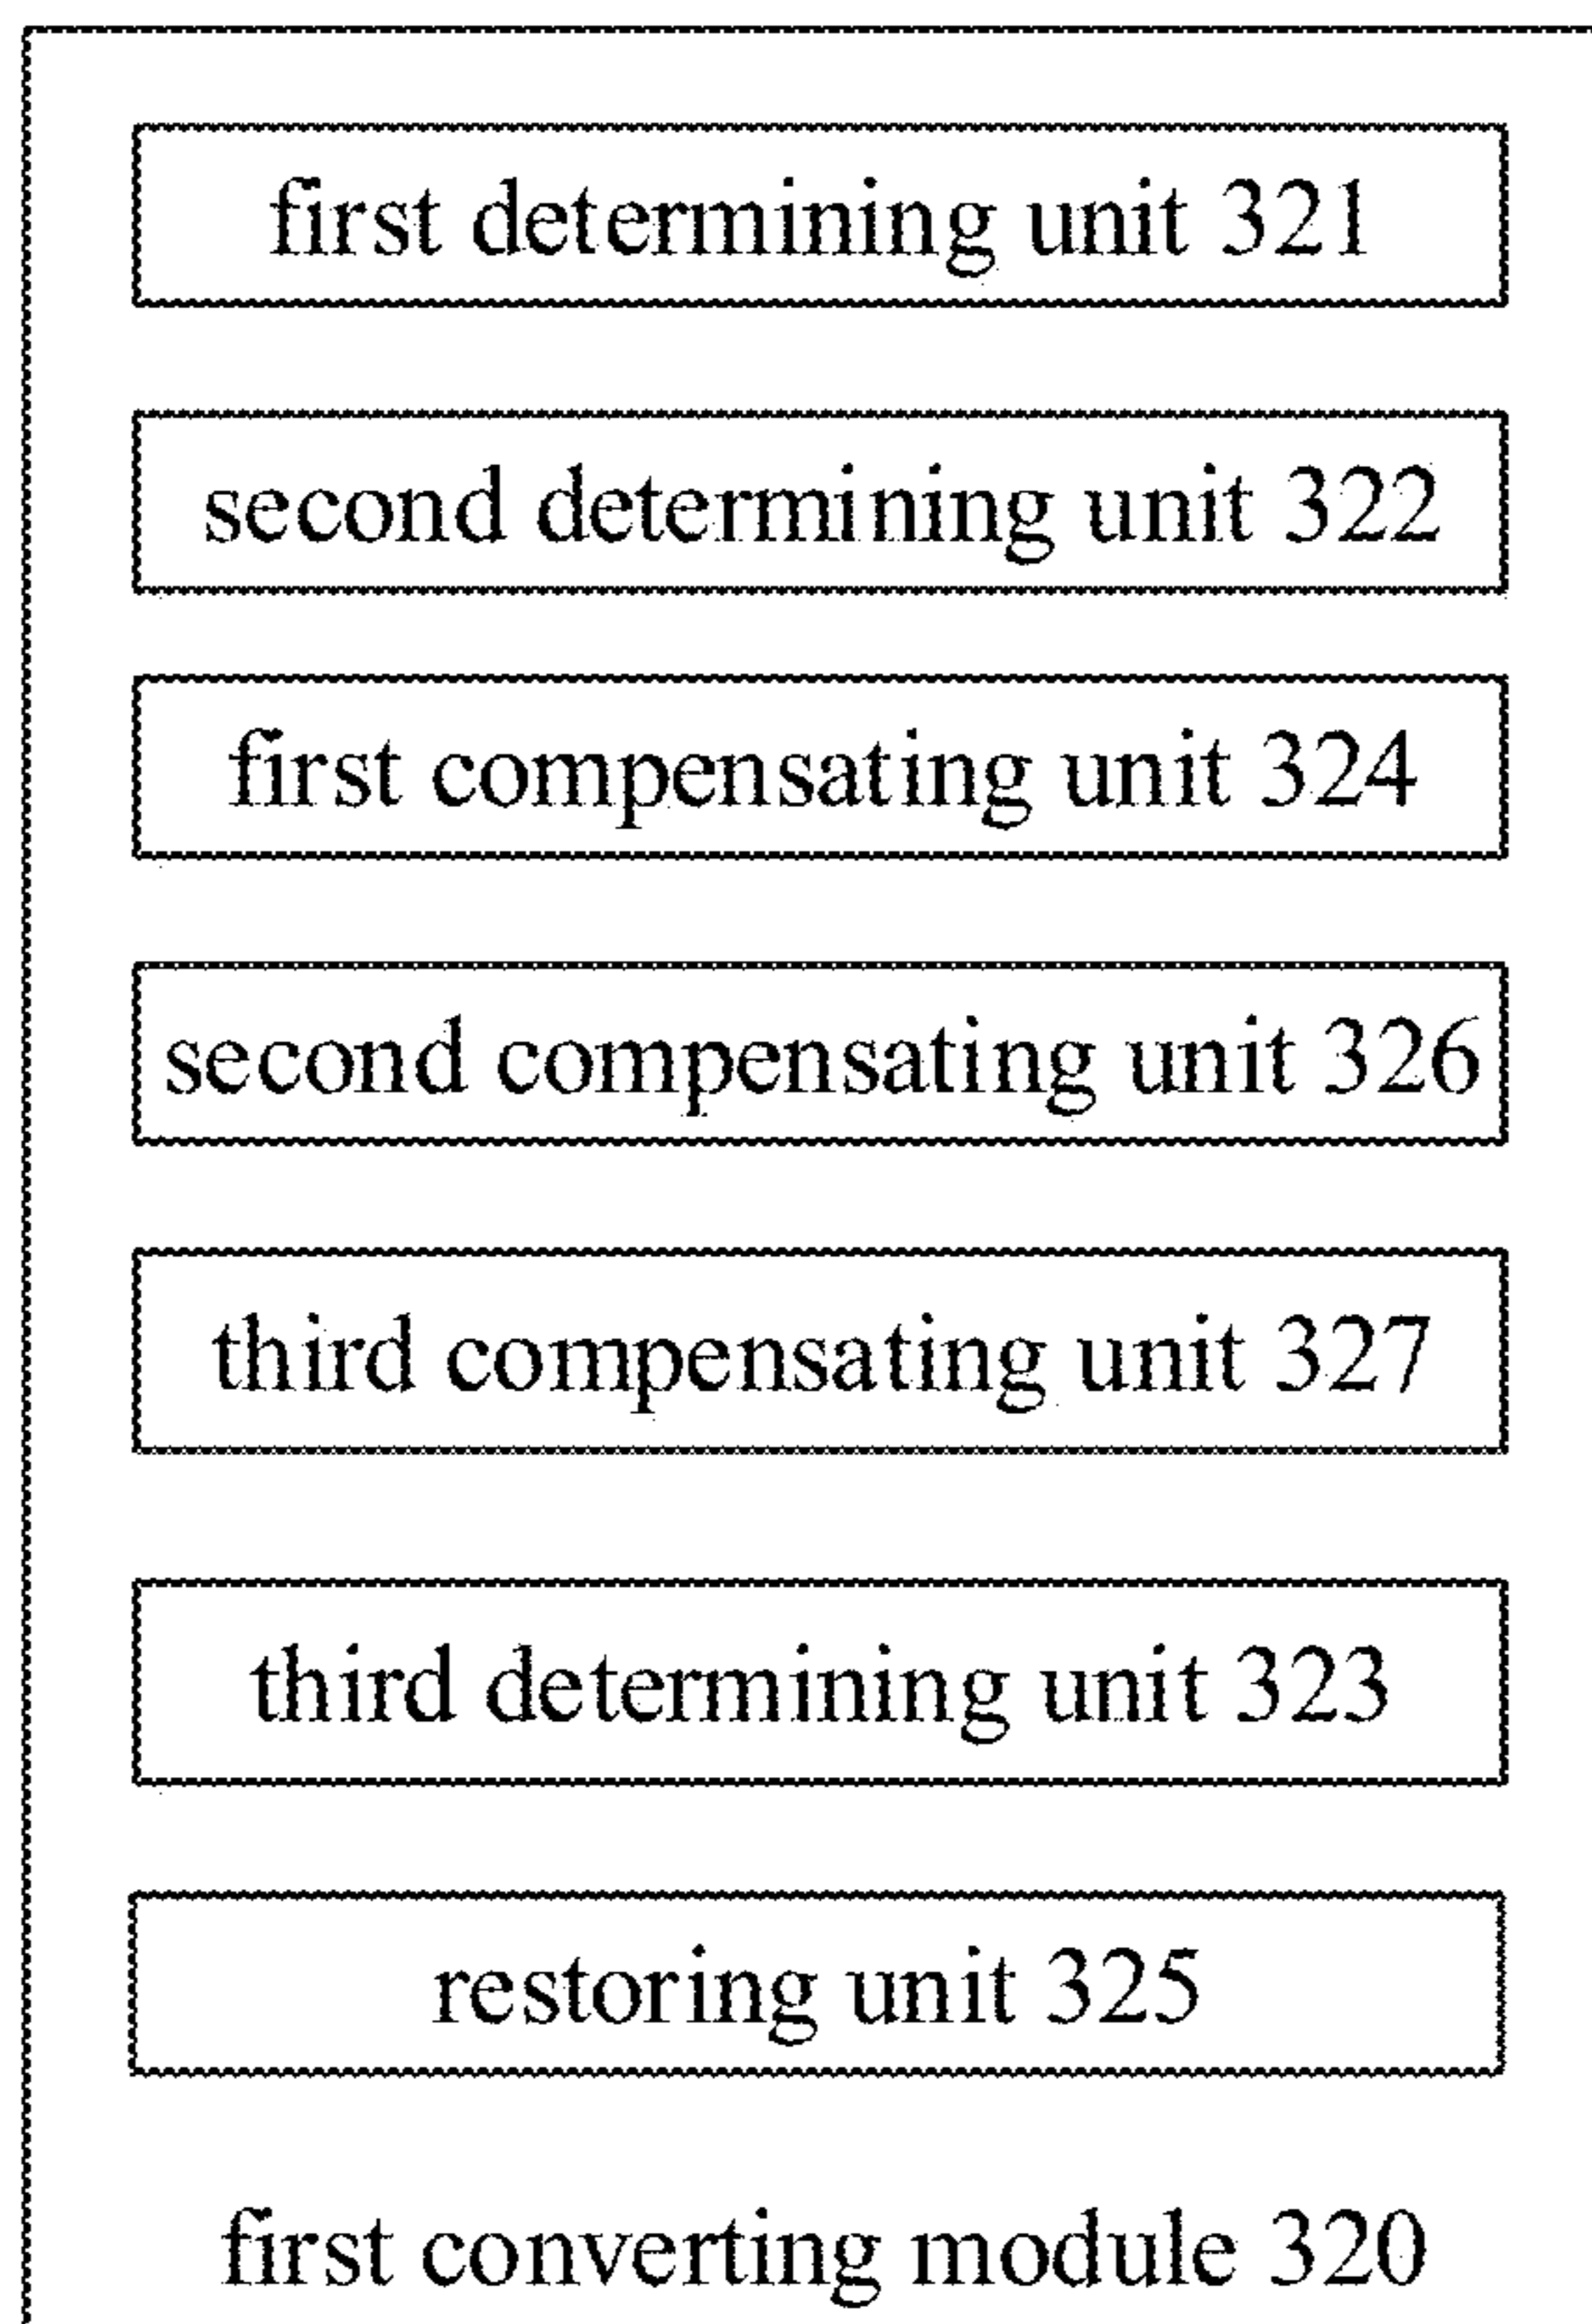 first determining unit 321
second determining unit 322
first compensating unit 324
second compensating unit 326
third compensating unit 327
third determining unit 323
restoring unit 325
first converting module 320